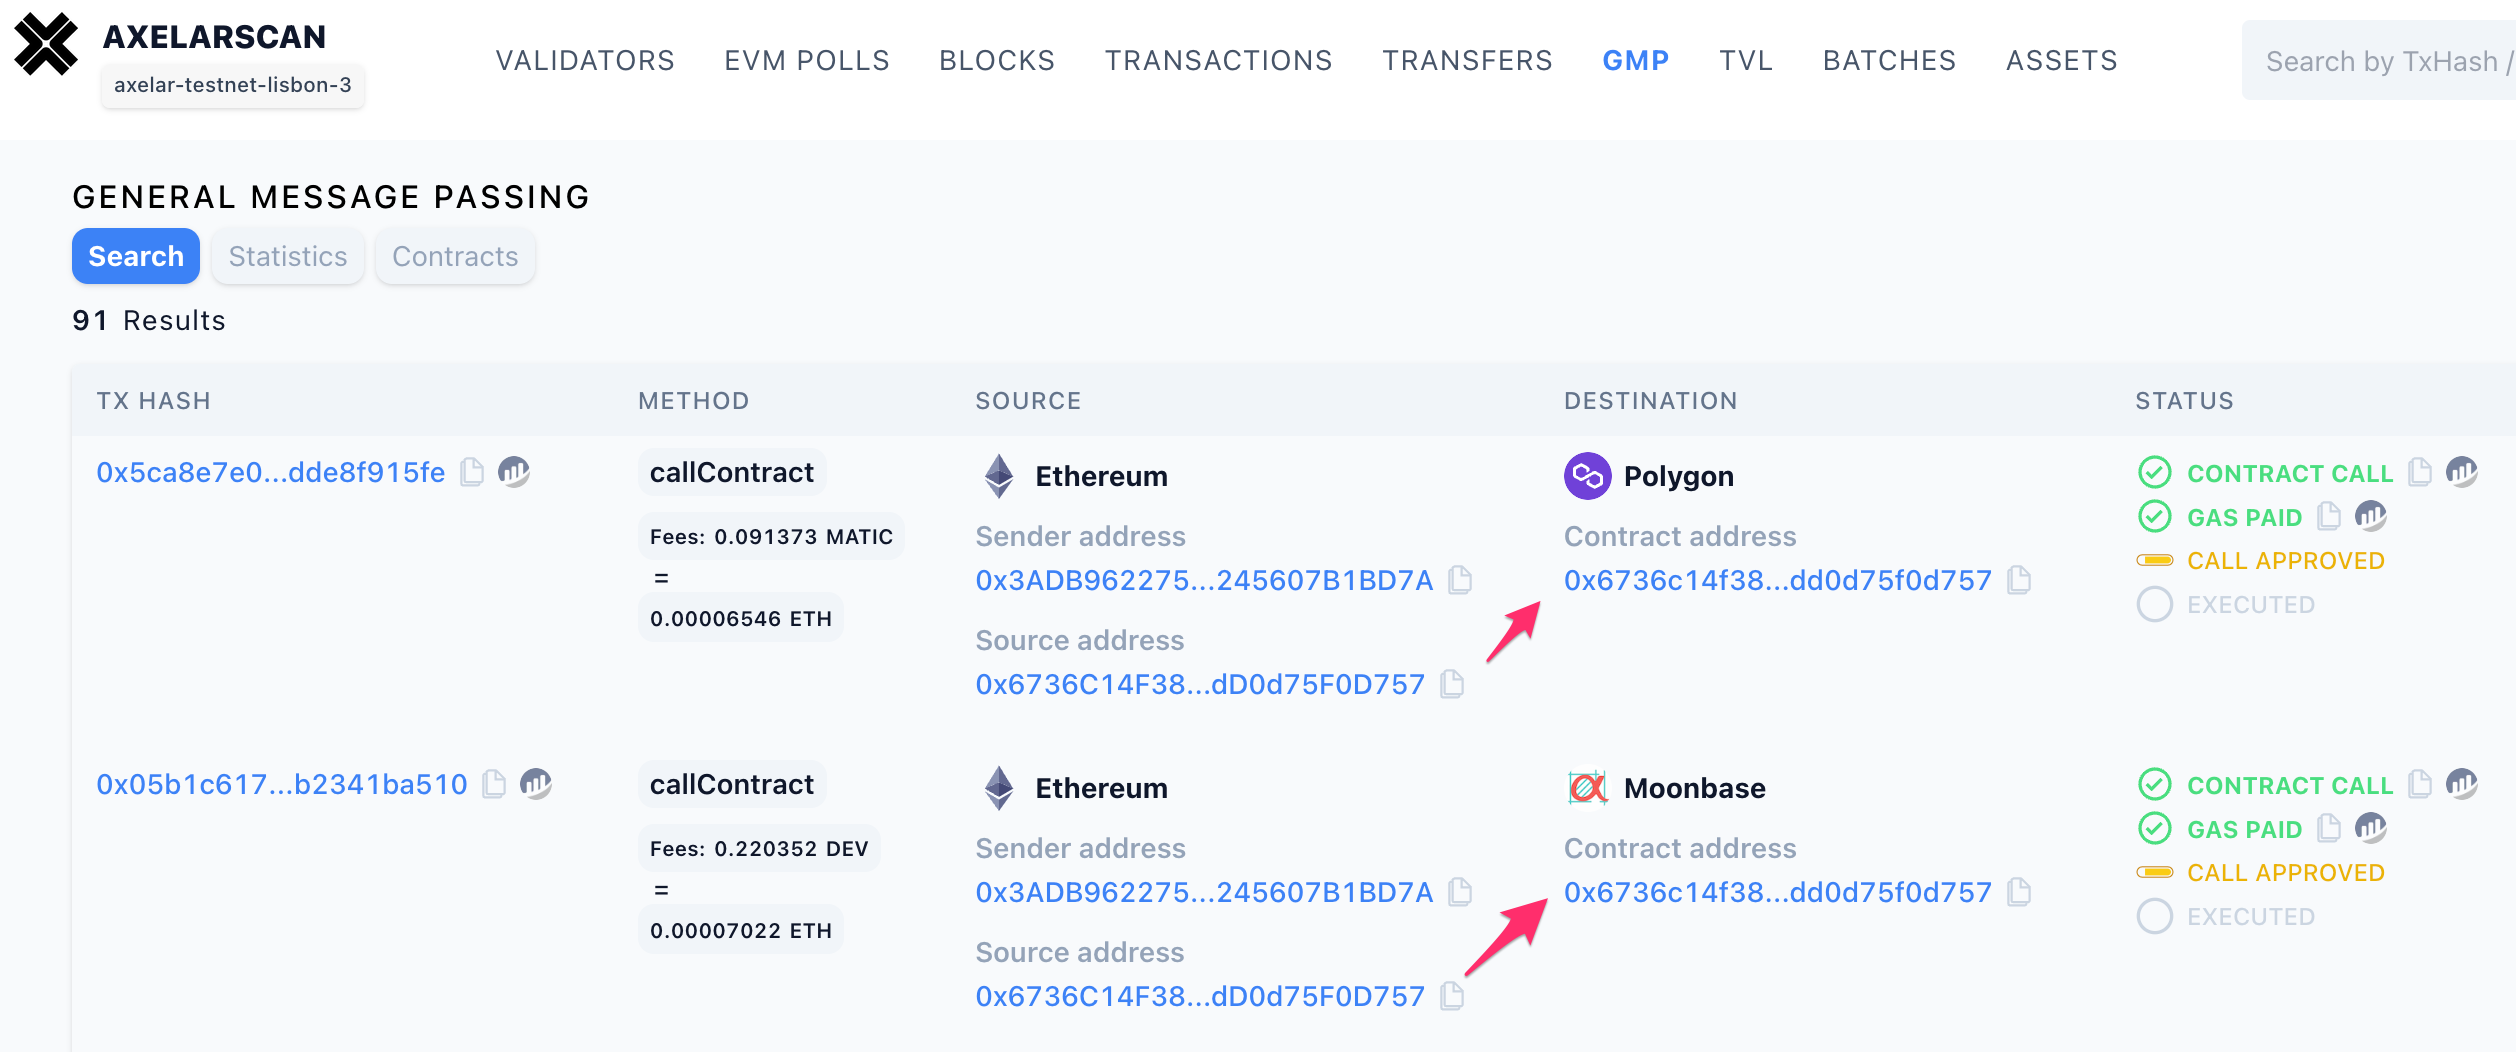 AXELARSCAN
axelar-testnet-lisbon-3
VALIDATORS EVM POLLS BLOCKS TRANSACTIONS TRANSFERS GMP TVL BATCHES ASSETS
Search by TxHash /
GENERAL MESSAGE PASSING
Search Statistics Contracts
91 Results
TX HASH METHOD SOURCE DESTINATION STATUS
0x5ca8e7e0...dde8f915fe
callContract
Fees: 0.091373 MATIC
=
0.00006546 ETH
Ethereum
Sender address
0x3ADB962275...245607B1BD7A
Source address
0x6736C14F38...dD0d75F0D757
Polygon
Contract address
0x6736c14f38...dd0d75f0d757
CONTRACT CALL
GAS PAID
CALL APPROVED
EXECUTED
0x05b1c617...b2341ba510
callContract
Fees: 0.220352 DEV
=
0.00007022 ETH
Ethereum
Sender address
0x3ADB962275...245607B1BD7A
Source address
0x6736C14F38...dD0d75F0D757
Moonbase
Contract address
0x6736c14f38...dd0d75f0d757
CONTRACT CALL
GAS PAID
CALL APPROVED
EXECUTED